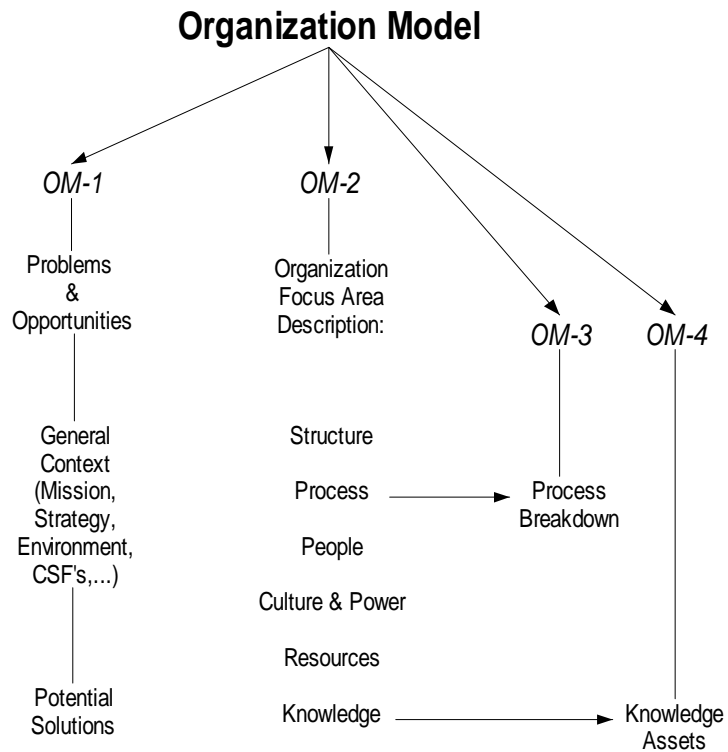 Organization Model
OM-1
Problems
&
Opportunities
General
Context
(Mission,
Strategy,
Environment,
CSF's,...)
Potential
Solutions
OM-2
Organization
Focus Area
Description:
Structure
Process
People
Culture & Power
Resources
Knowledge
OM-3
Process
Breakdown
OM-4
Knowledge
Assets